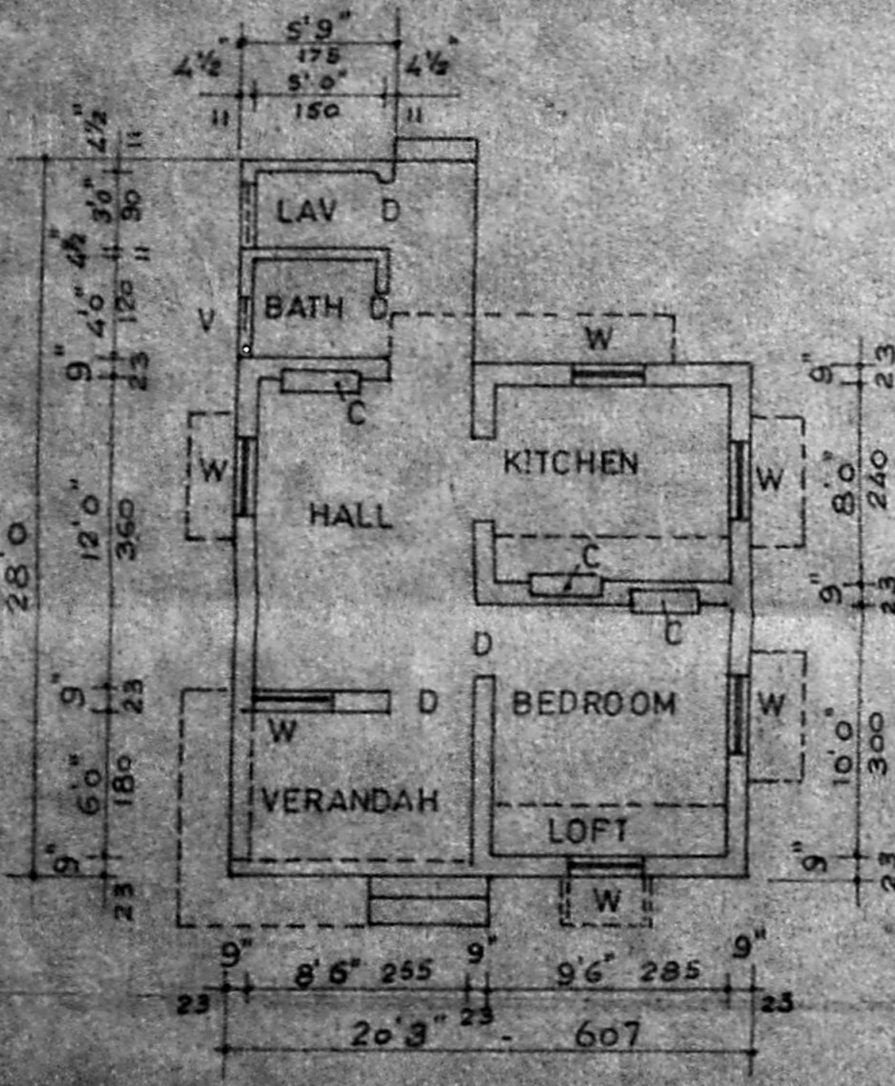 5'9"
175
4½" 4½"
5'0"
150
11 11
4½" 11
3'0" 90
4½" 11
4'0" 120
9" 23
12'0" 360
9" 23
6'0" 180
9" 23
28'0
LAV D
BATH D
V
W
C
W
HALL
KITCHEN
W
C
C
D
D
BEDROOM
W
W
VERANDAH
LOFT
W
9" 23
8'0" 240
9" 23
10'0" 300
9" 23
9" 9" 9"
8'6" 255 9'6" 285
23 23 23
20'3" - 607